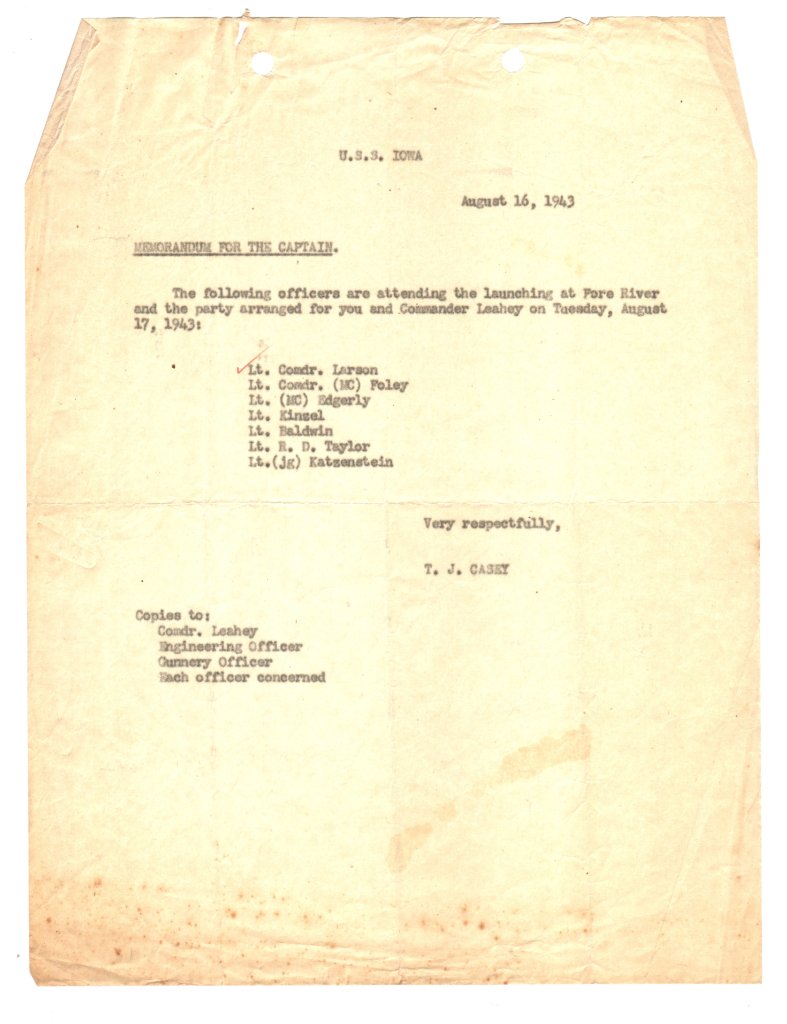 U.S.S. IOWA
August 16, 1943
MEMORANDUM FOR THE CAPTAIN.
The following officers are attending the launching at Fore River
and the party arranged for you and Commander Leahey on Tuesday, August
17, 1943:
Lt. Comdr. Larson
Lt. Comdr. (MC) Foley
Lt. (MC) Edgerly
Lt. Kinzel
Lt. Baldwin
Lt. R. D. Taylor
Lt.(jg) Katzenstein
Very respectfully,
T. J. CASEY
Copies to:
Comdr. Leahey
Engineering Officer
Gunnery Officer
Each officer concerned